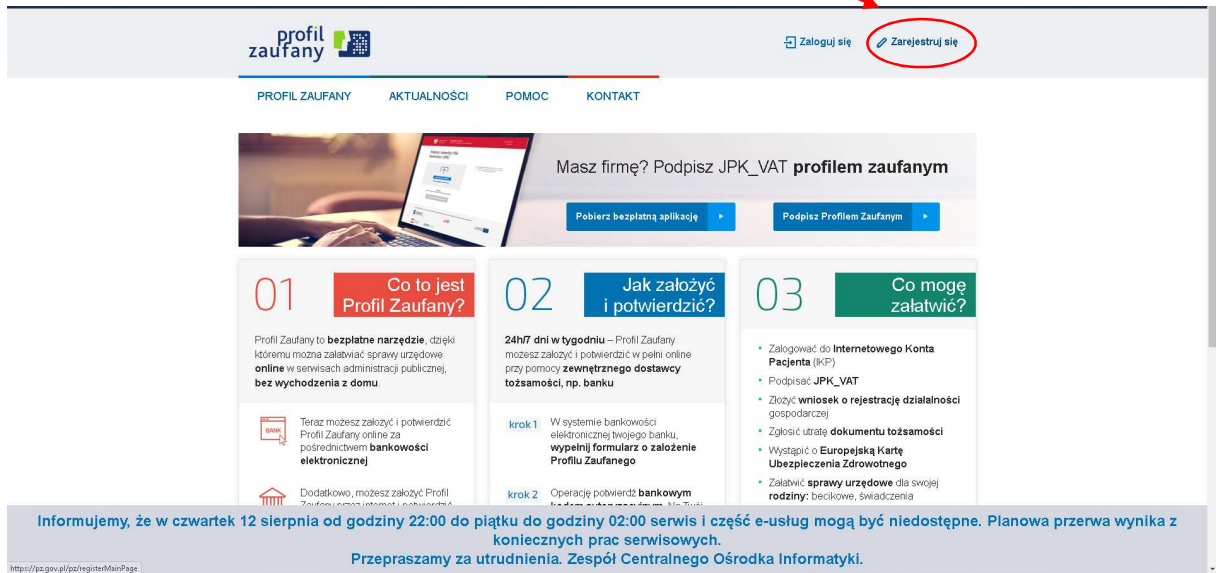 profil
zaufany
Zaloguj się
Zarejestruj się
PROFIL ZAUFANY
AKTUALNOŚCI
POMOC
KONTAKT
Masz firmę? Podpisz JPK_VAT profilem zaufanym
Pobierz bezpłatną aplikację
Podpisz Profilem Zaufanym
01
Co to jest
Profil Zaufany?
Profil Zaufany to bezpłatne narzędzie, dzięki
któremu można załatwiać sprawy urzędowe
online w serwisach administracji publicznej,
bez wychodzenia z domu.
BANK
Teraz możesz założyć i potwierdzić
Profil Zaufany online za
pośrednictwem bankowości
elektronicznej
Dodatkowo, możesz założyć Profil
Zaufany przez internet i potwierdzić
02
Jak założyć
i potwierdzić?
24h/7 dni w tygodniu – Profil Zaufany
możesz założyć i potwierdzić w pełni online
przy pomocy zewnętrznego dostawcy
tożsamości, np. banku
krok 1
W systemie bankowości
elektronicznej twojego banku,
wypełnij formularz o założenie
Profilu Zaufanego
krok 2
Operację potwierdź bankowym
kodem autoryzacyjnym. Na Twój
03
Co mogę
załatwić?
• Zalogować do Internetowego Konta
Pacjenta (IKP)
• Podpisać JPK_VAT
• Złożyć wniosek o rejestrację działalności
gospodarczej
• Zgłosić utratę dokumentu tożsamości
• Wystąpić o Europejską Kartę
Ubezpieczenia Zdrowotnego
• Załatwić sprawy urzędowe dla swojej
rodziny: becikowe, świadczenia
Informujemy, że w czwartek 12 sierpnia od godziny 22:00 do piątku do godziny 02:00 serwis i część e-usług mogą być niedostępne. Planowa przerwa wynika z
koniecznych prac serwisowych.
Przepraszamy za utrudnienia. Zespół Centralnego Ośrodka Informatyki.
https://pz.gov.pl/pz/registerMainPage